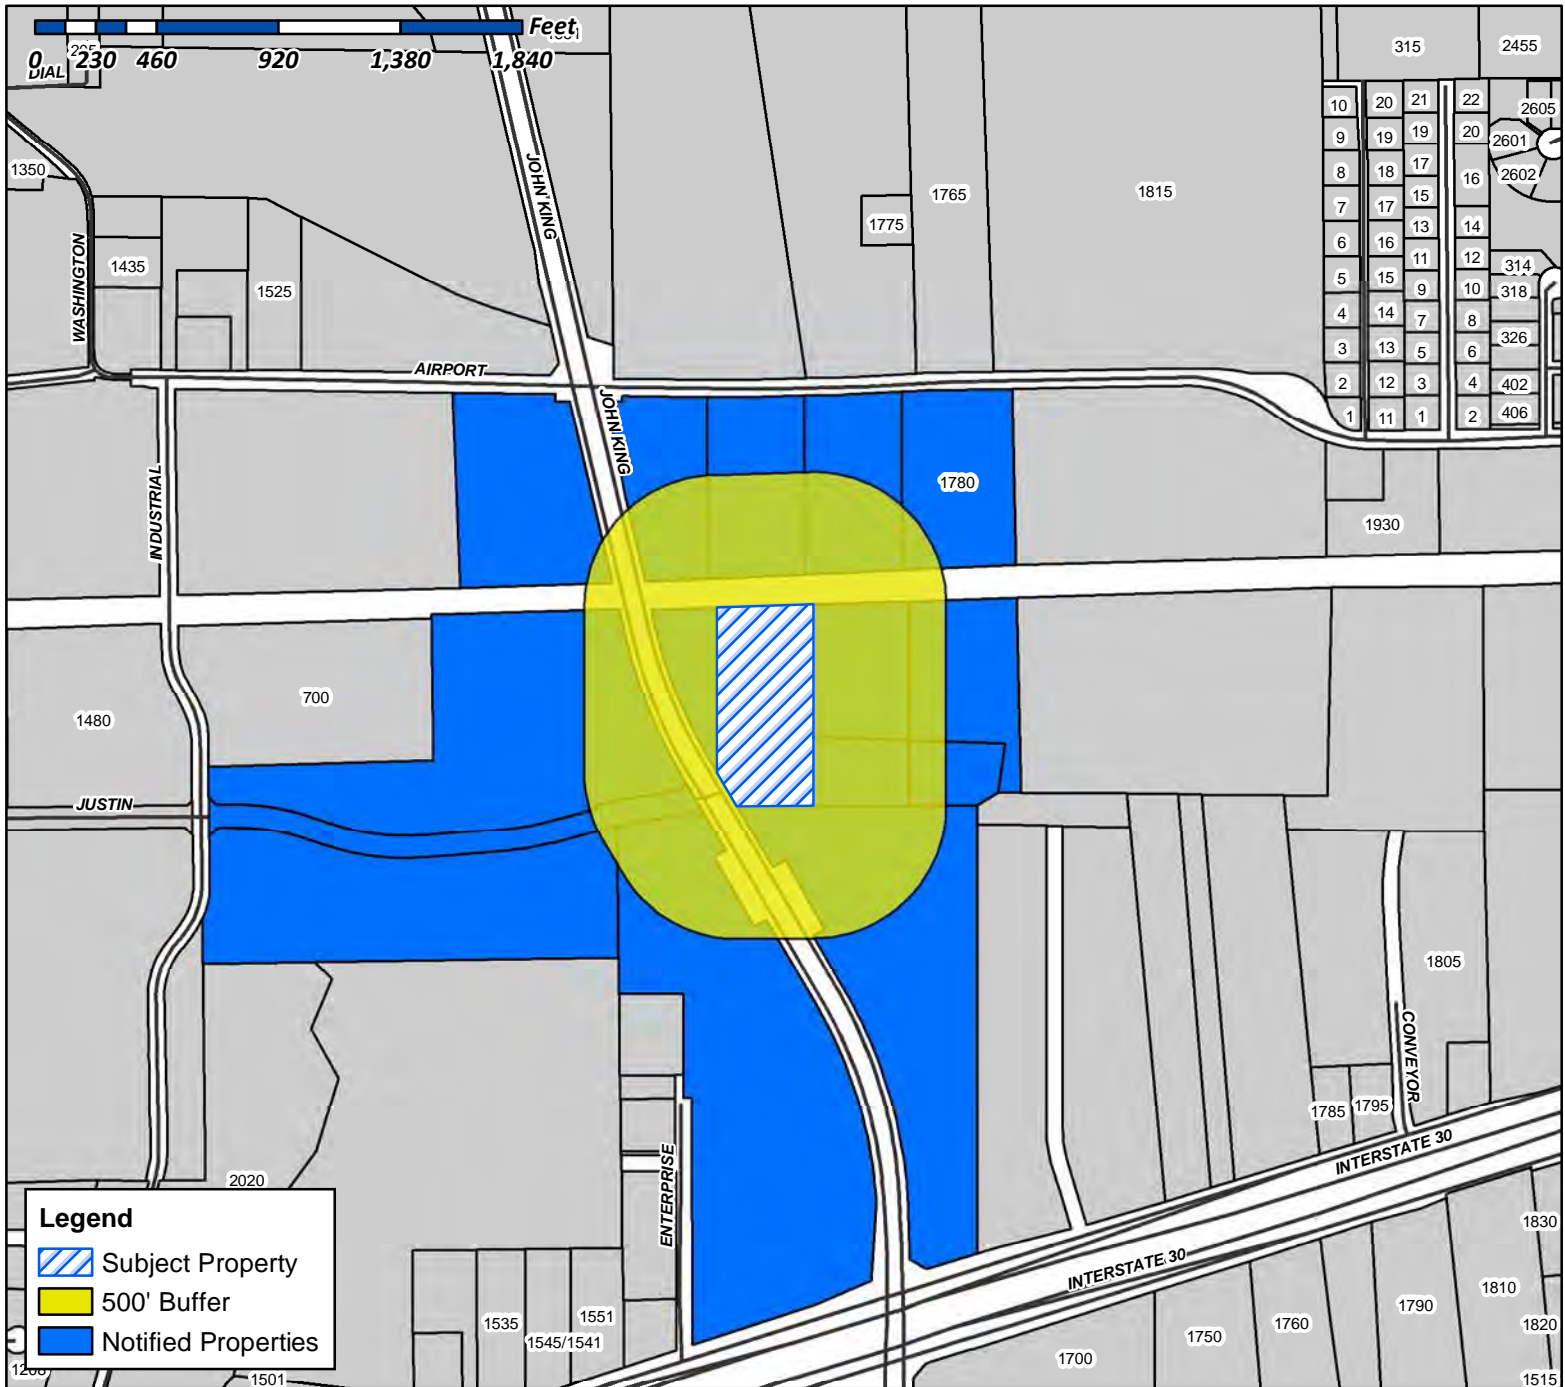 Feet
0 230 460 920 1,380 1,840
DIAL
315
2455
10 20 21 22
2605
9 19 19 20
2601
1350
8 18 17 16
2602
JOHN KING
1775
1765
1815
7 17 15
6 16 13 14
WASHINGTON
1435
1525
5 15 11 12
314
9 10
318
4 14 7 8
326
3 13 5 6
AIRPORT
2 12 3 4
402
1 11 1 2
406
JOHN KING
INDUSTRIAL
1780
1930
700
1480
JUSTIN
1805
CONVEYOR
1785
1795
ENTERPRISE
INTERSTATE 30
2020
INTERSTATE 30
Legend
Subject Property
500' Buffer
Notified Properties
1535
1551
1545/1541
1501
1700
1750
1760
1790
1810
1830
1820
1515